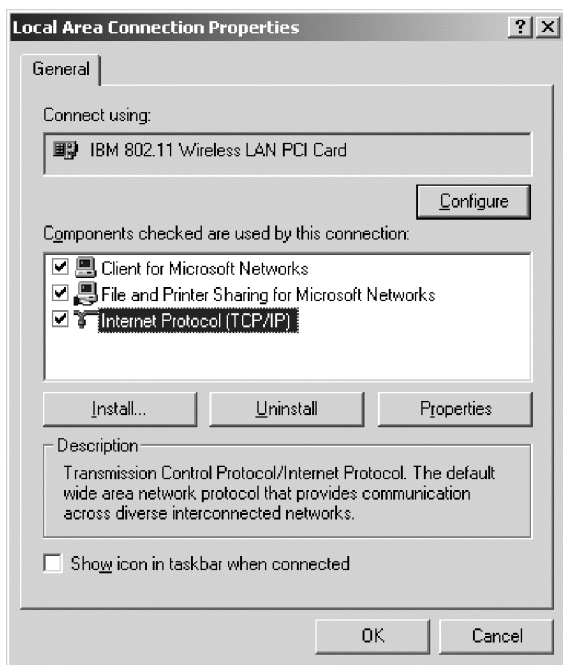 Local Area Connection Properties
General
Connect using:
IBM 802.11 Wireless LAN PCI Card
Configure
Components checked are used by this connection:
Client for Microsoft Networks
File and Printer Sharing for Microsoft Networks
Internet Protocol (TCP/IP)
Install... Uninstall Properties
Description
Transmission Control Protocol/Internet Protocol. The default
wide area network protocol that provides communication
across diverse interconnected networks.
Show icon in taskbar when connected
OK Cancel